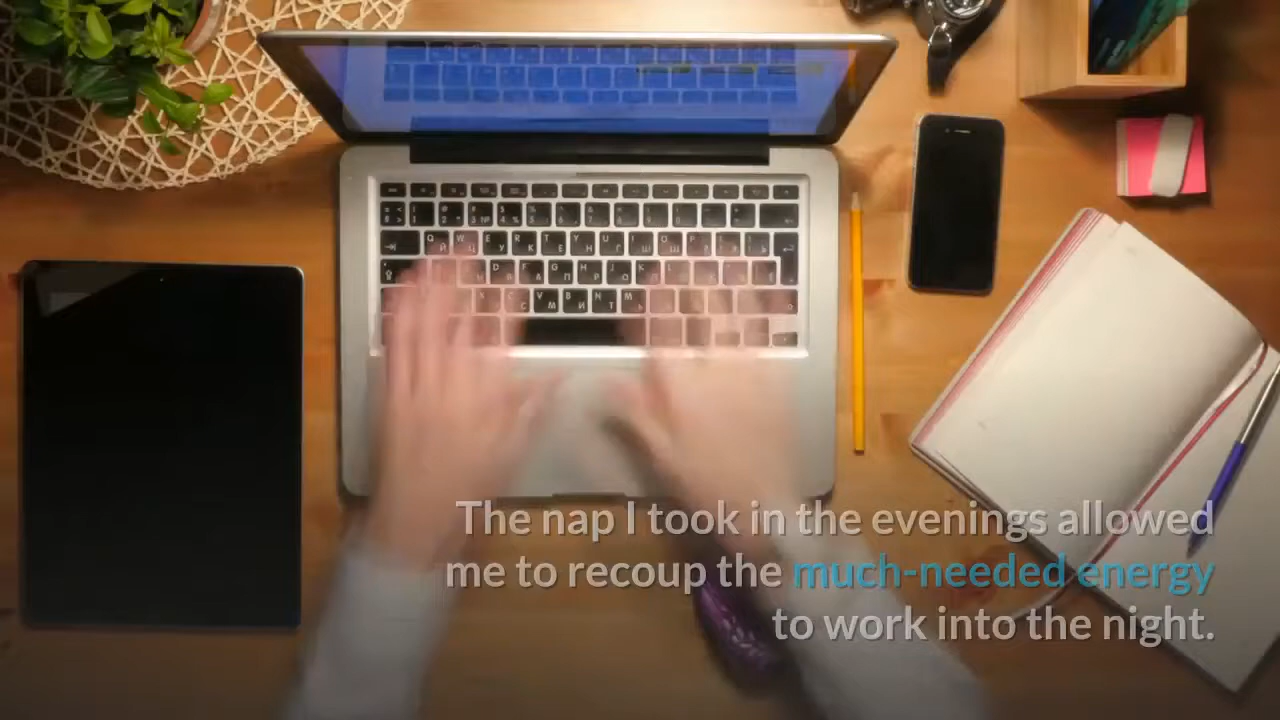 The nap I took in the evenings allowed
me to recoup the much-needed energy
to work into the night.